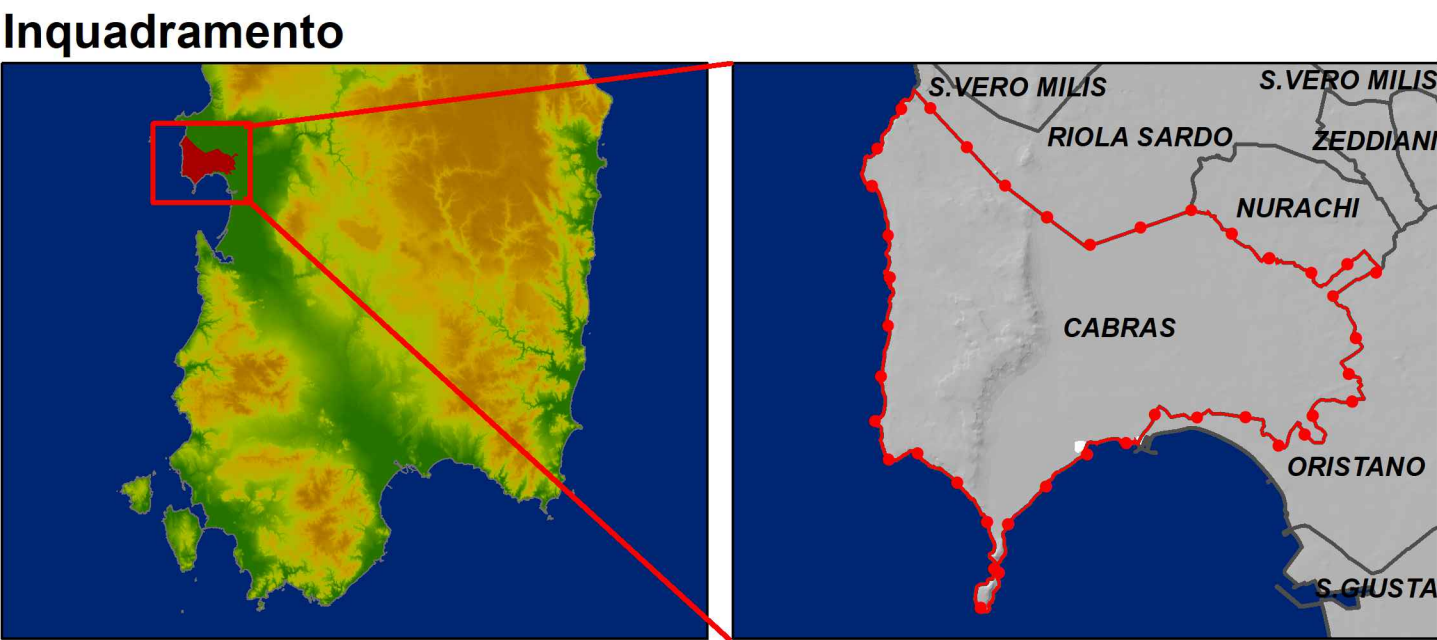 Inquadramento
S.VERO MILIS
S.VERO MILIS
RIOLA SARDO
ZEDDIANI
NURACHI
CABRAS
ORISTANO
S.GIUSTA